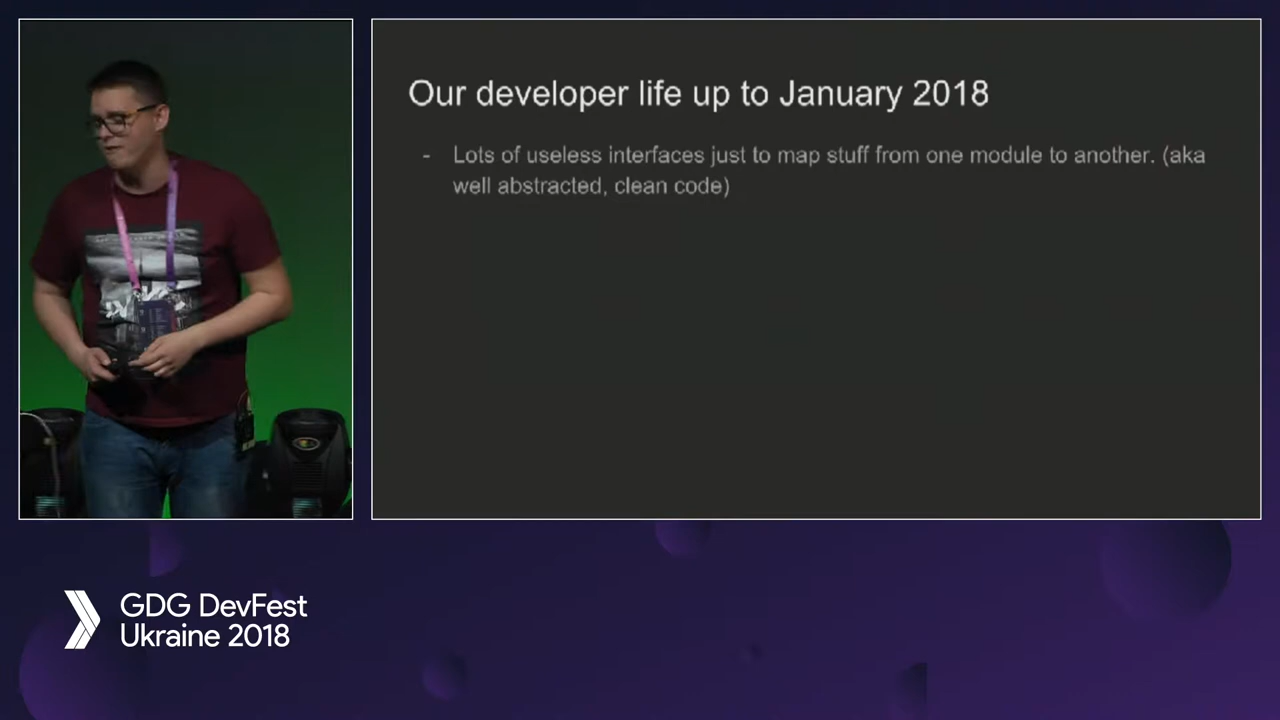 Our developer life up to January 2018
- Lots of useless interfaces just to map stuff from one module to another. (aka
well abstracted, clean code)
GDG DevFest
Ukraine 2018